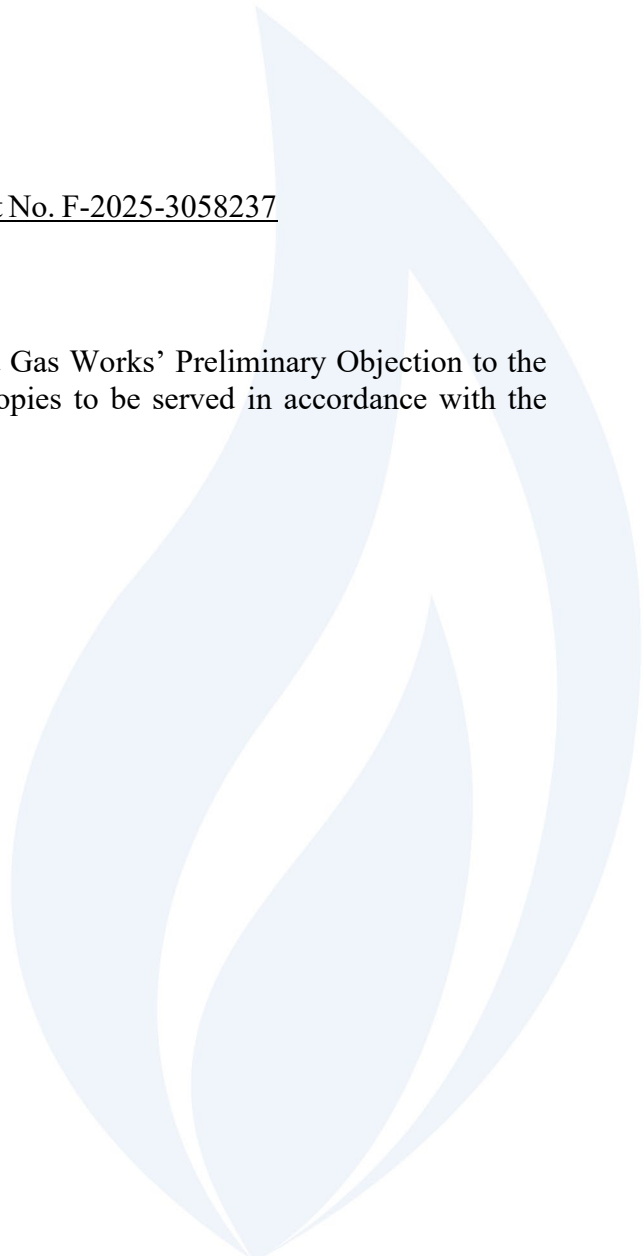 No. F-2025-3058237
Gas Works’ Preliminary Objection to the
opies to be served in accordance with the